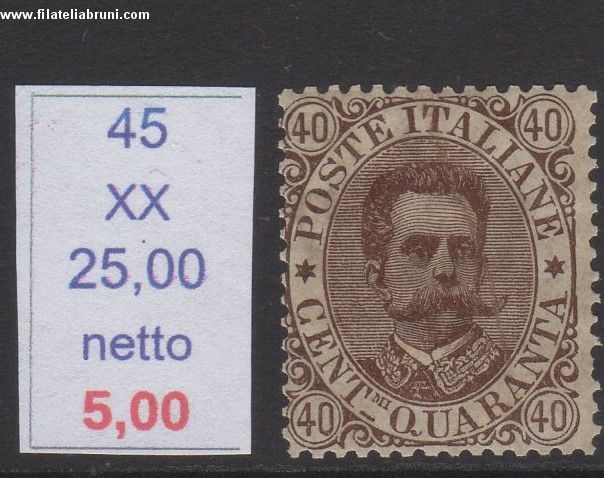 www.filateliabruni.com
45
XX
25,00
netto
5,00
40
40
POSTE ITALIANE
CENT.MI QUARANTA
40
40